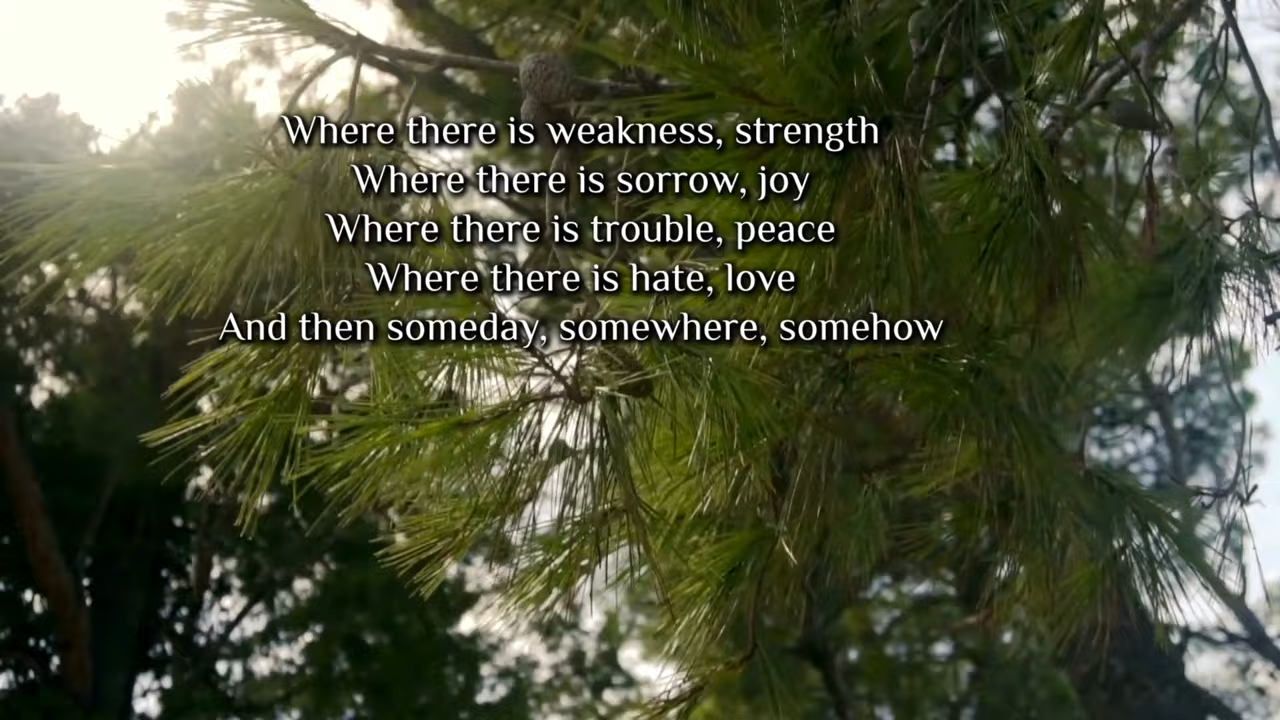 Where there is weakness, strength
Where there is sorrow, joy
Where there is trouble, peace
Where there is hate, love
And then someday, somewhere, somehow